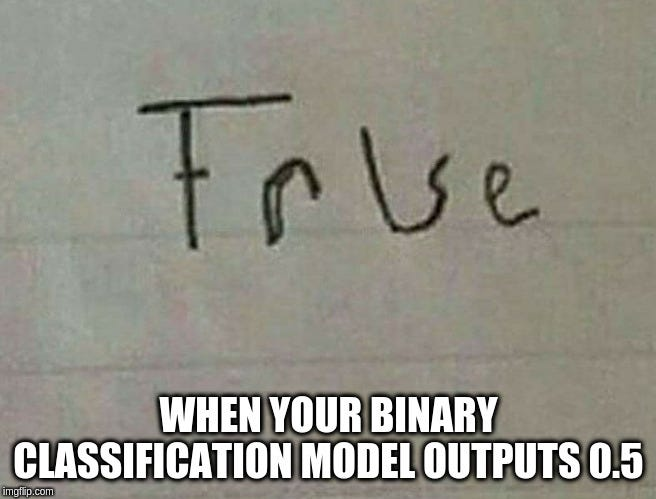 WHEN YOUR BINARY
CLASSIFICATION MODEL OUTPUTS 0.5
imgflip.com